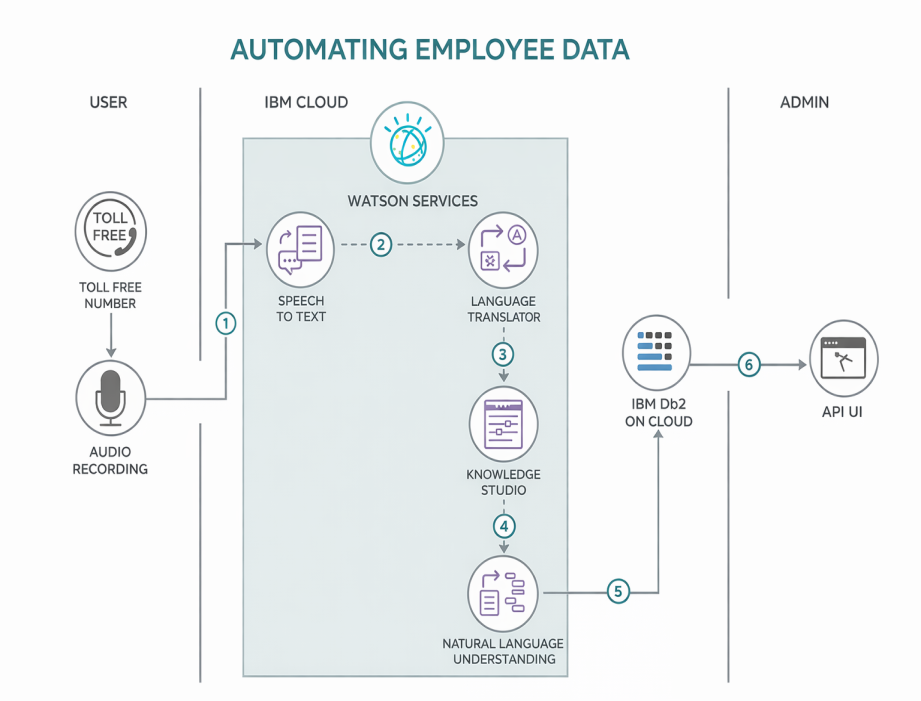 AUTOMATING EMPLOYEE DATA
USER
IBM CLOUD
ADMIN
WATSON SERVICES
TOLL
FREE
TOLL FREE
NUMBER
1
AUDIO
RECORDING
SPEECH
TO TEXT
2
A
LANGUAGE
TRANSLATOR
3
KNOWLEDGE
STUDIO
4
NATURAL LANGUAGE
UNDERSTANDING
5
IBM Db2
ON CLOUD
6
API UI